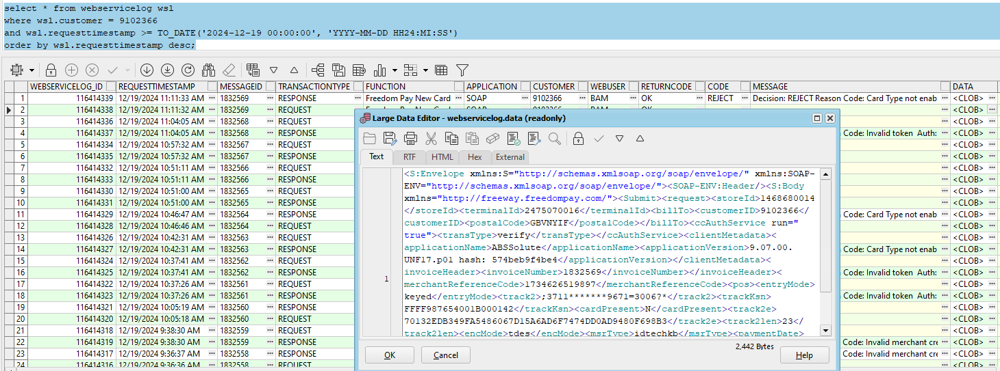 select * from webservicelog wsl
where wsl.customer = 9102366
and wsl.requesttimestamp >= TO_DATE('2024-12-19 00:00:00', 'YYYY-MM-DD HH24:MI:SS')
order by wsl.requesttimestamp desc;
WEBSERVICELOG_ID REQUESTTIMESTAMP MESSAGEID TRANSACTIONTYPE FUNCTION APPLICATION CUSTOMER WEBUSER RETURNCODE CODE MESSAGE DATA
1 116414339 12/19/2024 11:11:33 AM 1832569 RESPONSE Freedom Pay New Card SOAP 9102366 BAM OK REJECT Decision: REJECT Reason Code: Card Type not enab <CLOB>
2 116414338 12/19/2024 11:11:32 AM 1832569 REQUEST <CLOB>
3 116414336 12/19/2024 11:04:05 AM 1832568 REQUEST <CLOB>
4 116414337 12/19/2024 11:04:05 AM 1832568 RESPONSE Code: Invalid token Auth: <CLOB>
5 116414334 12/19/2024 10:57:32 AM 1832567 REQUEST <CLOB>
6 116414335 12/19/2024 10:57:32 AM 1832567 RESPONSE <CLOB>
7 116414332 12/19/2024 10:51:11 AM 1832566 REQUEST <CLOB>
8 116414333 12/19/2024 10:51:11 AM 1832566 RESPONSE <CLOB>
9 116414330 12/19/2024 10:51:00 AM 1832565 REQUEST <CLOB>
10 116414331 12/19/2024 10:51:00 AM 1832565 RESPONSE <CLOB>
11 116414329 12/19/2024 10:46:47 AM 1832564 RESPONSE Code: Card Type not enab <CLOB>
12 116414328 12/19/2024 10:46:46 AM 1832564 REQUEST <CLOB>
13 116414326 12/19/2024 10:42:31 AM 1832563 REQUEST <CLOB>
14 116414327 12/19/2024 10:42:31 AM 1832563 RESPONSE Code: Card Type not enab <CLOB>
15 116414324 12/19/2024 10:37:41 AM 1832562 REQUEST <CLOB>
16 116414325 12/19/2024 10:37:41 AM 1832562 RESPONSE Code: Invalid token Auth: <CLOB>
17 116414322 12/19/2024 10:37:26 AM 1832561 REQUEST <CLOB>
18 116414323 12/19/2024 10:37:26 AM 1832561 RESPONSE Code: Invalid token Auth: <CLOB>
19 116414321 12/19/2024 10:05:19 AM 1832560 RESPONSE <CLOB>
20 116414320 12/19/2024 10:05:18 AM 1832560 REQUEST <CLOB>
21 116414318 12/19/2024 9:38:30 AM 1832559 REQUEST <CLOB>
22 116414319 12/19/2024 9:38:30 AM 1832559 RESPONSE Code: Invalid merchant cre <CLOB>
23 116414317 12/19/2024 9:36:37 AM 1832558 RESPONSE Code: Invalid merchant cre <CLOB>
24 116414316 12/19/2024 9:36:36 AM 1832558 REQUEST <CLOB>
Large Data Editor - webservicelog.data (readonly)
Text RTF HTML Hex External
1
<S:Envelope xmlns:S="http://schemas.xmlsoap.org/soap/envelope/" xmlns:SOAP-
ENV="http://schemas.xmlsoap.org/soap/envelope/"><SOAP-ENV:Header/><S:Body
xmlns="http://freeway.freedompay.com/"><Submit><request><storeId>1468680014
</storeId><terminalId>2475070016</terminalId><billTo><customerID>9102366</
customerID><postalCode>GBVNYIF</postalCode></billTo><ccAuthService run="
true"><transType>verify</transType></ccAuthService><clientMetadata><
applicationName>ABSSolute</applicationName><applicationVersion>9.07.00.
UNF17.p01 hash: 574beb9f4be4</applicationVersion></clientMetadata><
invoiceHeader><invoiceNumber>1832569</invoiceNumber></invoiceHeader><
merchantReferenceCode>1734626519897</merchantReferenceCode><pos><entryMode>
keyed</entryMode><track2>;3711*******9671=3006?*</track2><trackKsn>
FFFF987654001B000142</trackKsn><cardPresent>N</cardPresent><track2e>
70132EDB349FA5486067D15A6AD6F7474DD0AD9480F698B3</track2e><track2len>23</
track2len><encMode>tdes</encMode><msrType>idtechkb</msrType><paymentDate>
2,442 Bytes
OK Cancel Help